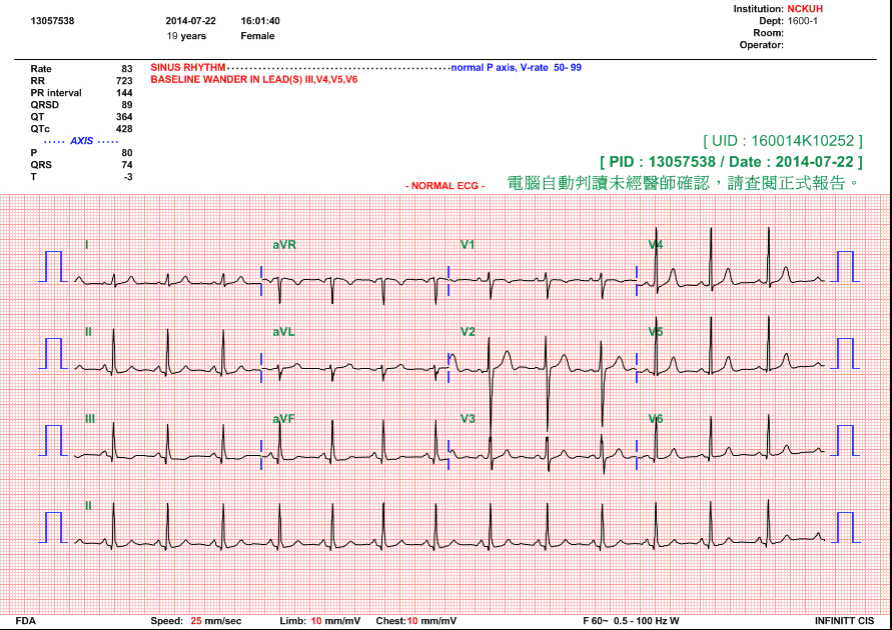 Institution: NCKUH
13057538 2014-07-22 16:01:40 Dept: 1600-1
19 years Female Room:
Operator:
Rate 83 SINUS RHYTHM normal P axis, V-rate 50- 99
RR 723 BASELINE WANDER IN LEAD(S) III,V4,V5,V6
PR interval 144
QRSD 89
QT 364
QTc 428
----- AXIS -----
P 80
QRS 74
T -3
[ UID : 160014K10252 ]
[ PID : 13057538 / Date : 2014-07-22 ]
- NORMAL ECG - 電腦自動判讀未經醫師確認，請查閱正式報告。
I aVR V1 V4
II aVL V2 V5
III aVF V3 V6
II
FDA Speed: 25 mm/sec Limb: 10 mm/mV Chest:10 mm/mV F 60~ 0.5 - 100 Hz W INFINITT CIS